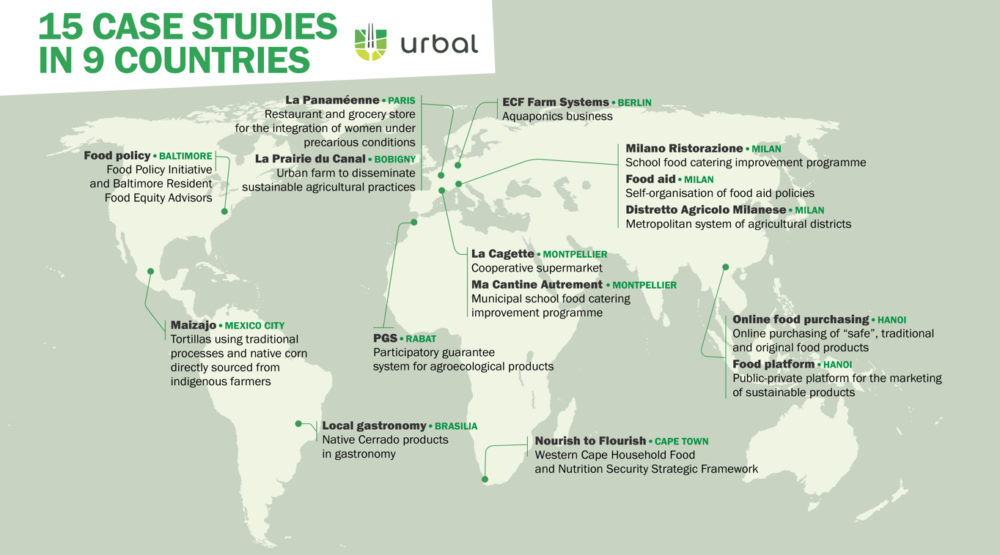 15 CASE STUDIES
IN 9 COUNTRIES
urbal
La Panaméenne • PARIS
Restaurant and grocery store
for the integration of women under
precarious conditions
La Prairie du Canal • BOBIGNY
Urban farm to disseminate
sustainable agricultural practices
ECF Farm Systems • BERLIN
Aquaponics business
Food policy • BALTIMORE
Food Policy Initiative
and Baltimore Resident
Food Equity Advisors
Milano Ristorazione • MILAN
School food catering improvement programme
Food aid • MILAN
Self-organisation of food aid policies
Distretto Agricolo Milanese • MILAN
Metropolitan system of agricultural districts
La Cagette • MONTPELLIER
Cooperative supermarket
Ma Cantine Autrement • MONTPELLIER
Municipal school food catering
improvement programme
Maizajo • MEXICO CITY
Tortillas using traditional
processes and native corn
directly sourced from
indigenous farmers
PGS • RABAT
Participatory guarantee
system for agroecological products
Online food purchasing • HANOI
Online purchasing of “safe”, traditional
and original food products
Food platform • HANOI
Public-private platform for the marketing
of sustainable products
Local gastronomy • BRASILIA
Native Cerrado products
in gastronomy
Nourish to Flourish • CAPE TOWN
Western Cape Household Food
and Nutrition Security Strategic Framework